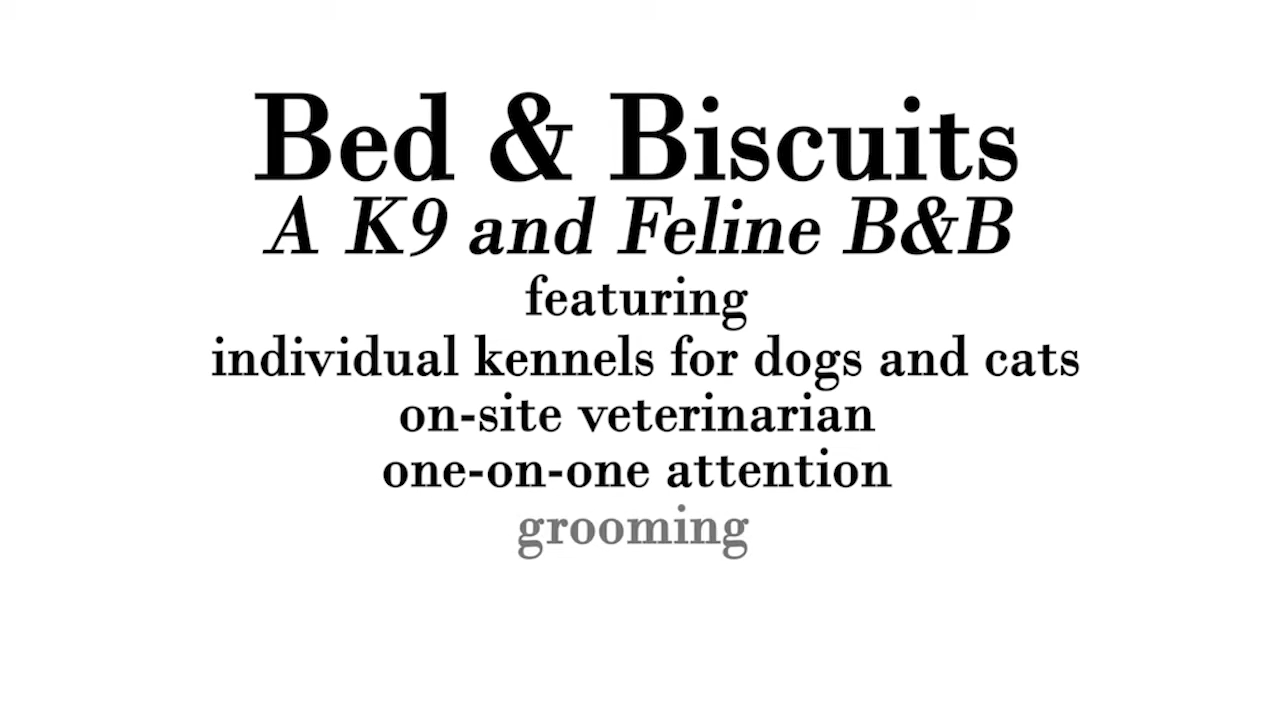 Bed & Biscuits
A K9 and Feline B&B
featuring
individual kennels for dogs and cats
on-site veterinarian
one-on-one attention
grooming